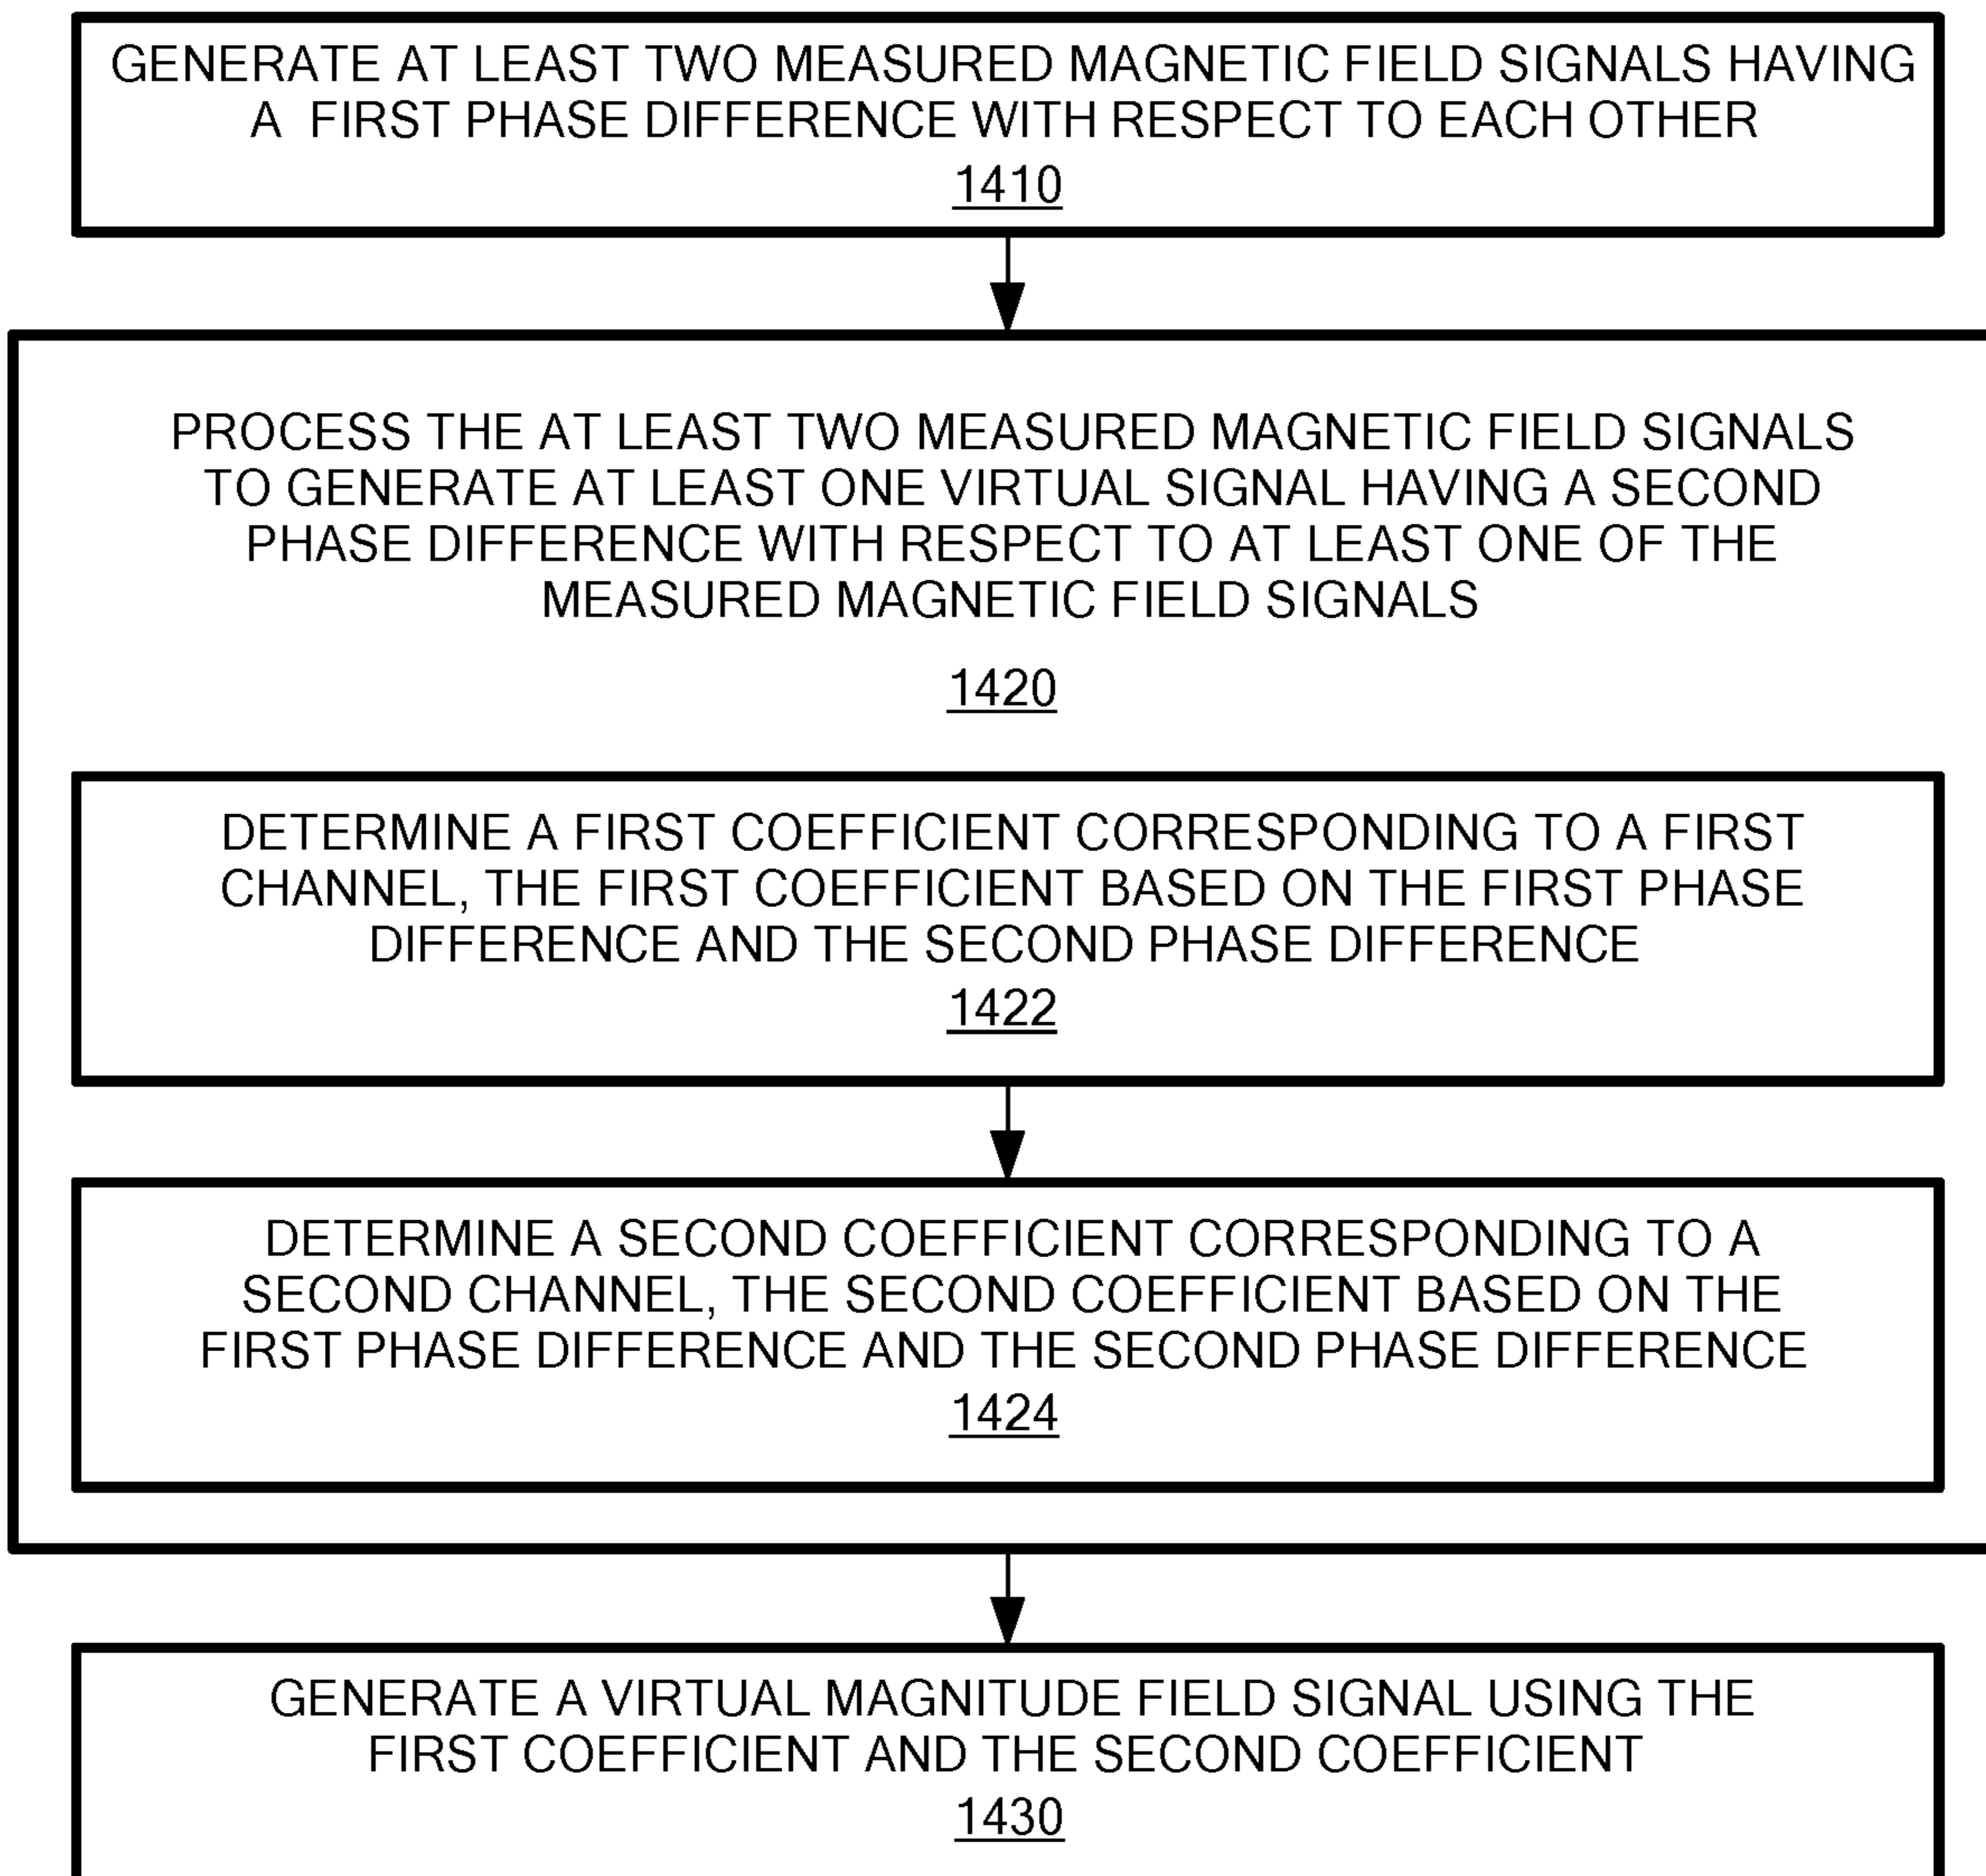 GENERATE AT LEAST TWO MEASURED MAGNETIC FIELD SIGNALS HAVING
A FIRST PHASE DIFFERENCE WITH RESPECT TO EACH OTHER
1410
PROCESS THE AT LEAST TWO MEASURED MAGNETIC FIELD SIGNALS
TO GENERATE AT LEAST ONE VIRTUAL SIGNAL HAVING A SECOND
PHASE DIFFERENCE WITH RESPECT TO AT LEAST ONE OF THE
MEASURED MAGNETIC FIELD SIGNALS
1420
DETERMINE A FIRST COEFFICIENT CORRESPONDING TO A FIRST
CHANNEL, THE FIRST COEFFICIENT BASED ON THE FIRST PHASE
DIFFERENCE AND THE SECOND PHASE DIFFERENCE
1422
DETERMINE A SECOND COEFFICIENT CORRESPONDING TO A
SECOND CHANNEL, THE SECOND COEFFICIENT BASED ON THE
FIRST PHASE DIFFERENCE AND THE SECOND PHASE DIFFERENCE
1424
GENERATE A VIRTUAL MAGNITUDE FIELD SIGNAL USING THE
FIRST COEFFICIENT AND THE SECOND COEFFICIENT
1430